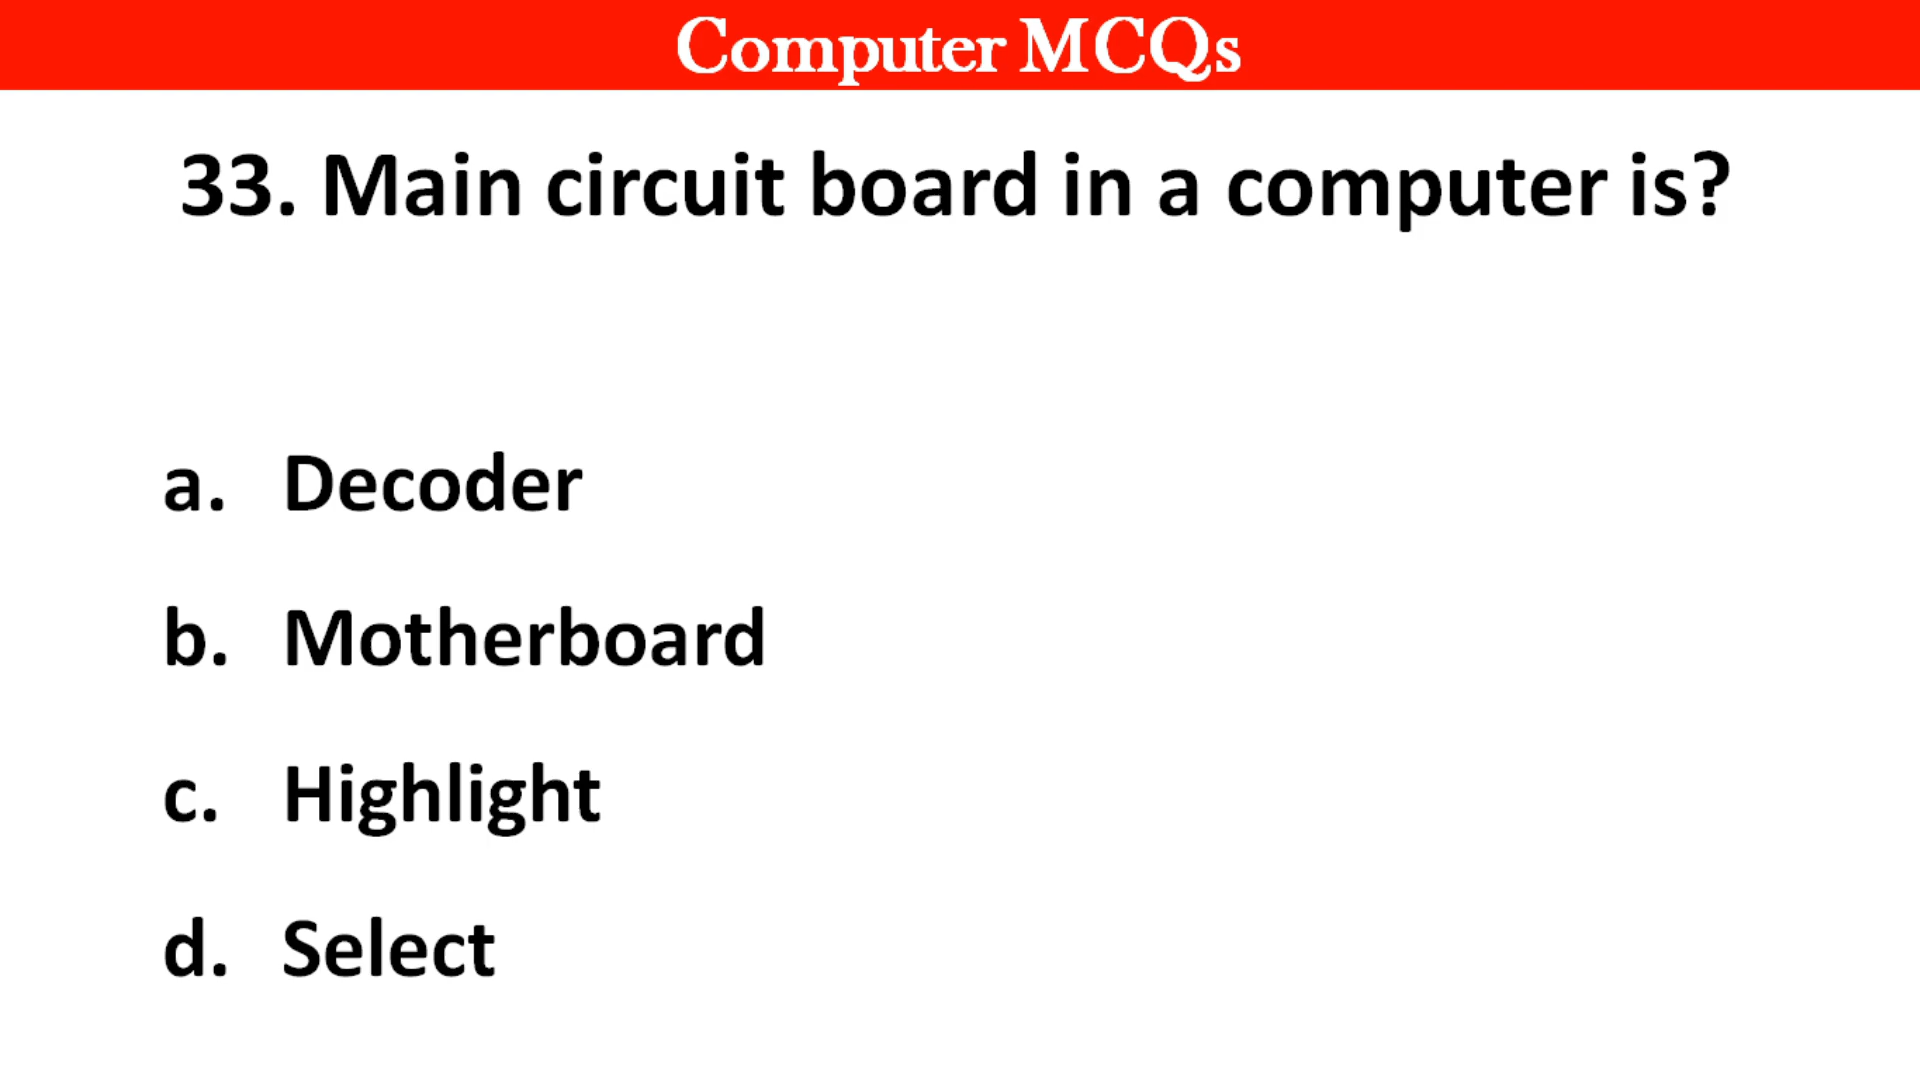 Computer MCQs
33. Main circuit board in a computer is?
a. Decoder
b. Motherboard
c. Highlight
d. Select